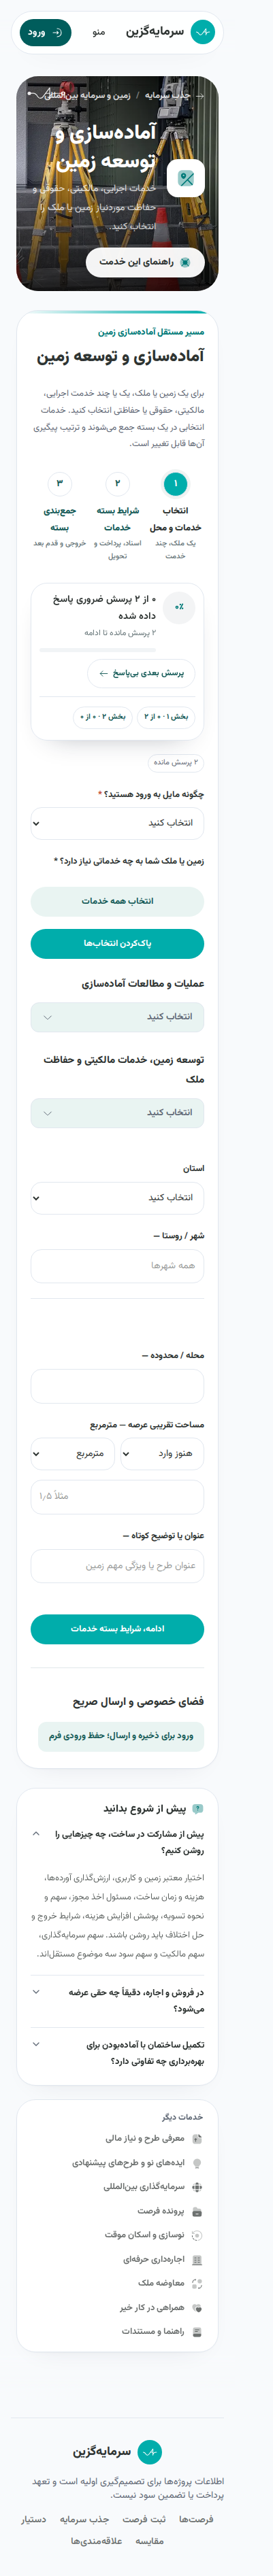 سرمایه‌گزین
منو
ورود
جذب سرمایه / زمین و سرمایه بین‌الملل
آماده‌سازی و
توسعه زمین
خدمات اجرایی، مالکیتی، حقوقی و
حفاظت موردنیاز زمین یا ملک را
انتخاب کنید.
راهنمای این خدمت
مسیر مستقل آماده‌سازی زمین
آماده‌سازی و توسعه زمین
برای یک زمین یا ملک، یک یا چند خدمت اجرایی،
مالکیتی، حقوقی یا حفاظتی انتخاب کنید. خدمات
انتخابی در یک بسته جمع می‌شوند و ترتیب پیگیری
آن‌ها قابل تغییر است.
۱
انتخاب
خدمات و محل
یک ملک، چند
خدمت
۲
شرایط بسته
خدمات
اسناد، پرداخت و
تحویل
۳
جمع‌بندی
بسته
خروجی و قدم بعد
۰٪
۰ از ۲ پرسش ضروری پاسخ
داده شده
۲ پرسش مانده تا ادامه
پرسش بعدی بی‌پاسخ
بخش ۱ · ۰ از ۲
بخش ۲ · ۰ از ۰
۲ پرسش مانده
چگونه مایل به ورود هستید؟ *
انتخاب کنید
زمین یا ملک شما به چه خدماتی نیاز دارد؟ *
انتخاب همه خدمات
پاک‌کردن انتخاب‌ها
عملیات و مطالعات آماده‌سازی
انتخاب کنید
توسعه زمین، خدمات مالکیتی و حفاظت
ملک
انتخاب کنید
استان
انتخاب کنید
شهر / روستا —
همه شهرها
محله / محدوده —
مساحت تقریبی عرصه — مترمربع
هنوز وارد
مترمربع
مثلاً ۱٫۵
عنوان یا توضیح کوتاه —
عنوان طرح یا ویژگی مهم زمین
ادامه، شرایط بسته خدمات
فضای خصوصی و ارسال صریح
ورود برای ذخیره و ارسال؛ حفظ ورودی فرم
پیش از شروع بدانید
پیش از مشارکت در ساخت، چه چیزهایی را
روشن کنیم؟
اختیار معتبر زمین و کاربری، ارزش‌گذاری آورده‌ها،
هزینه و زمان ساخت، مسئول اخذ مجوز، سهم و
نحوه تسویه، پوشش افزایش هزینه، شرایط خروج و
حل اختلاف باید روشن باشند. سهم سرمایه‌گذاری،
سهم مالکیت و سهم سود سه موضوع مستقل‌اند.
در فروش و اجاره، دقیقاً چه حقی عرضه
می‌شود؟
تکمیل ساختمان با آماده‌بودن برای
بهره‌برداری چه تفاوتی دارد؟
خدمات دیگر
معرفی طرح و نیاز مالی
ایده‌های نو و طرح‌های پیشنهادی
سرمایه‌گذاری بین‌المللی
پرونده فرصت
نوسازی و اسکان موقت
اجاره‌داری حرفه‌ای
معاوضه ملک
همراهی در کار خیر
راهنما و مستندات
سرمایه‌گزین
اطلاعات پروژه‌ها برای تصمیم‌گیری اولیه است و تعهد
پرداخت یا تضمین سود نیست.
فرصت‌ها
ثبت فرصت
جذب سرمایه
دستیار
مقایسه
علاقه‌مندی‌ها